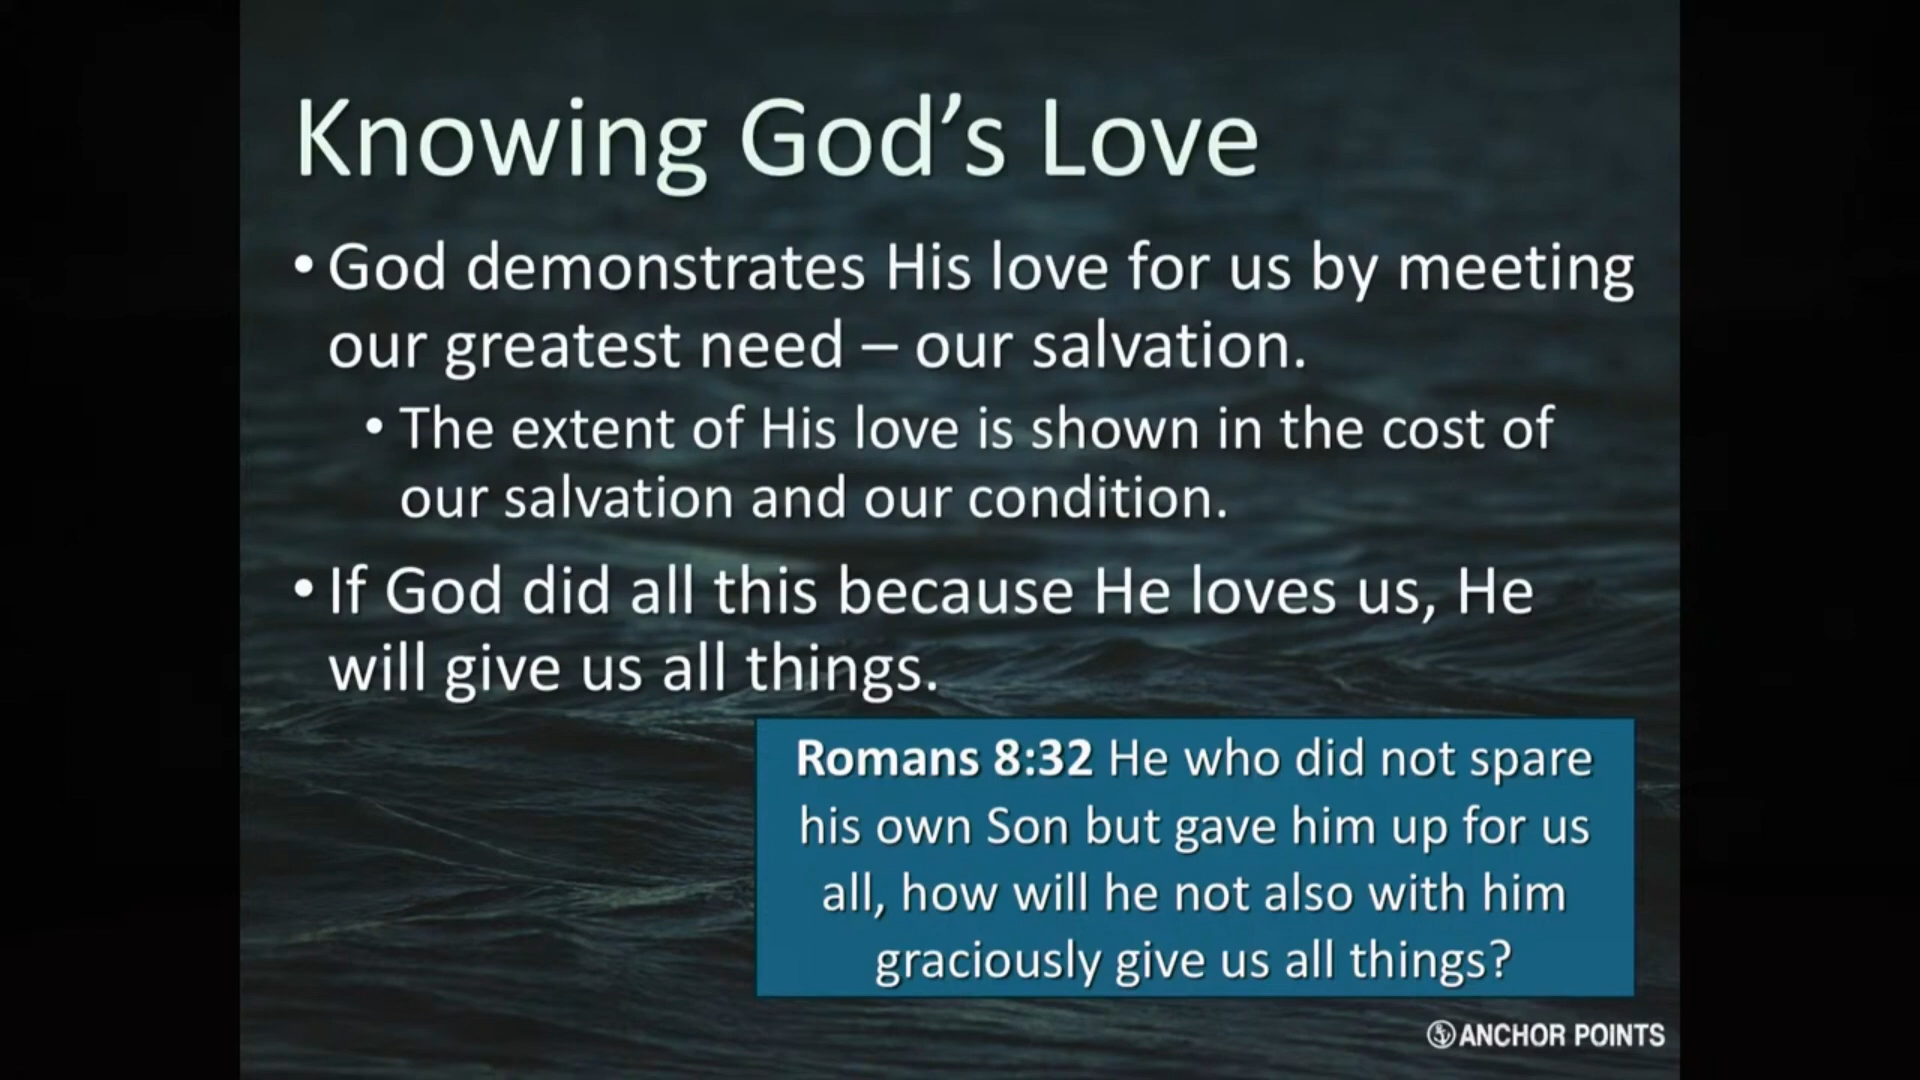 Knowing God’s Love
• God demonstrates His love for us by meeting
our greatest need – our salvation.
• The extent of His love is shown in the cost of
our salvation and our condition.
• If God did all this because He loves us, He
will give us all things.
Romans 8:32 He who did not spare
his own Son but gave him up for us
all, how will he not also with him
graciously give us all things?
ANCHOR POINTS